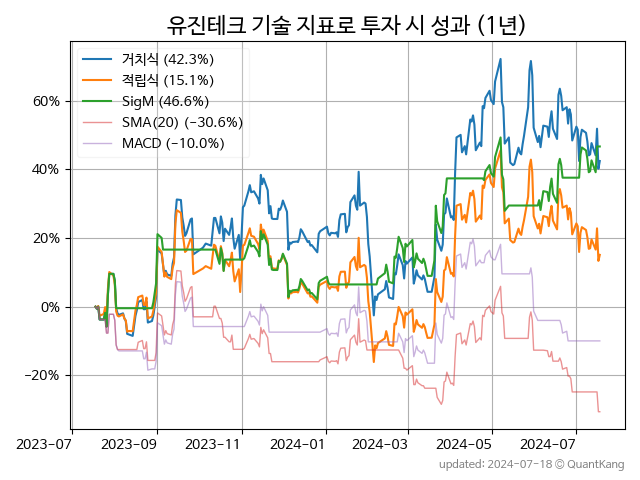 유진테크 기술 지표로 투자 시 성과 (1년)
거치식 (42.3%)
적립식 (15.1%)
SigM (46.6%)
SMA(20) (−30.6%)
MACD (−10.0%)
60%
40%
20%
0%
−20%
2023-07 2023-09 2023-11 2024-01 2024-03 2024-05 2024-07
updated: 2024-07-18 © QuantKang